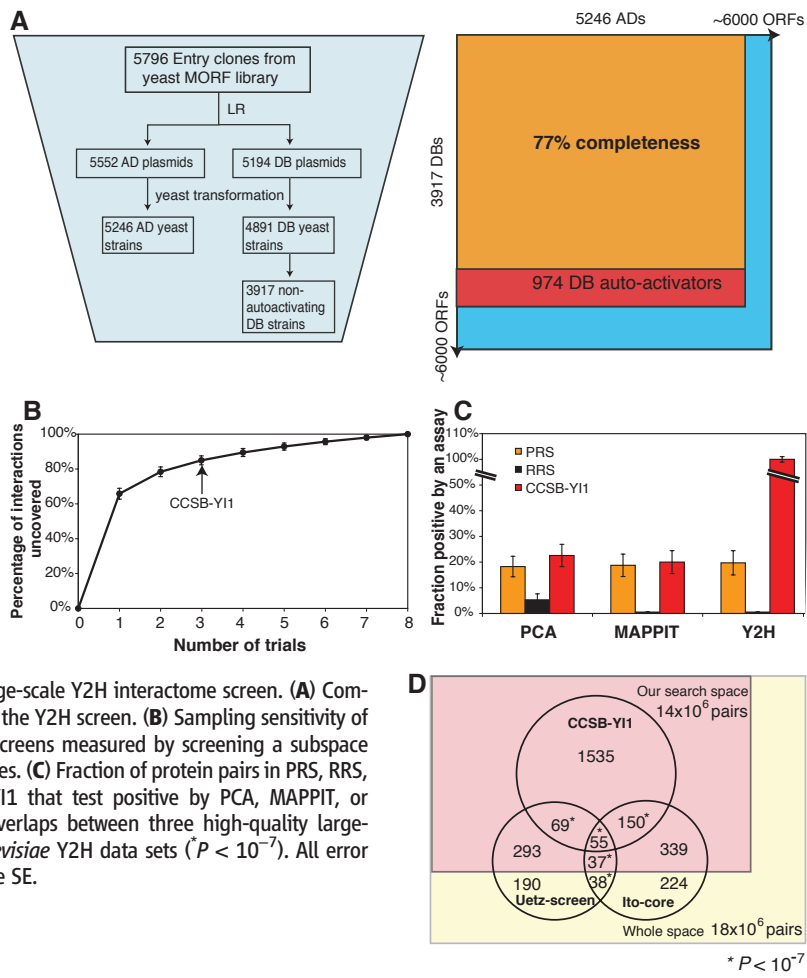 A
5796 Entry clones from
yeast MORF library
LR
5552 AD plasmids
5194 DB plasmids
yeast transformation
5246 AD yeast
strains
4891 DB yeast
strains
3917 non-
autoactivating
DB strains
5246 ADs
~6000 ORFs
3917 DBs
77% completeness
974 DB auto-activators
~6000 ORFs
B
Percentage of interactions
uncovered
100%
80%
60%
40%
20%
0%
CCSB-YI1
0 1 2 3 4 5 6 7 8
Number of trials
C
Fraction positive by an assay
110%
100%
50%
40%
30%
20%
10%
0%
PRS
RRS
CCSB-YI1
PCA MAPPIT Y2H
ge-scale Y2H interactome screen. (A) Com-
the Y2H screen. (B) Sampling sensitivity of
creens measured by screening a subspace
es. (C) Fraction of protein pairs in PRS, RRS,
YI1 that test positive by PCA, MAPPIT, or
verlaps between three high-quality large-
evisiae Y2H data sets (*P < 10-7). All error
e SE.
D
Our search space
14x10^6 pairs
CCSB-YI1
1535
69*
*
55
150*
293
37*
339
190
38*
224
Uetz-screen
Ito-core
Whole space 18x10^6 pairs
* P < 10^-7